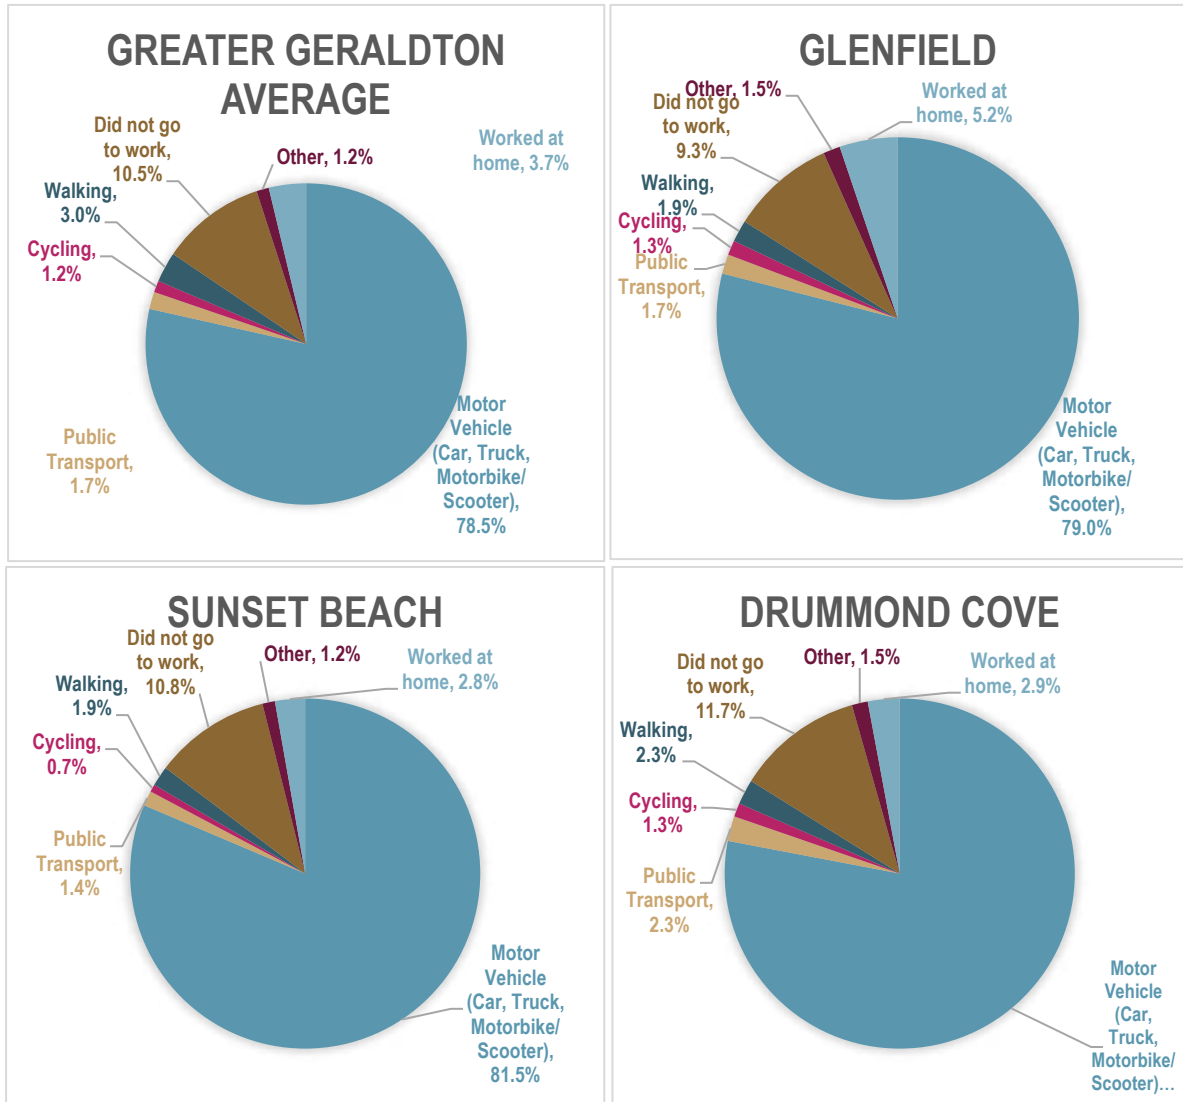 GREATER GERALDTON
AVERAGE
Did not go
to work,
10.5%
Other, 1.2%
Worked at
home, 3.7%
Walking,
3.0%
Cycling,
1.2%
Public
Transport,
1.7%
Motor
Vehicle
(Car, Truck,
Motorbike/
Scooter),
78.5%
GLENFIELD
Other, 1.5%
Worked at
home, 5.2%
Did not go
to work,
9.3%
Walking,
1.9%
Cycling,
1.3%
Public
Transport,
1.7%
Motor
Vehicle
(Car, Truck,
Motorbike/
Scooter),
79.0%
SUNSET BEACH
Did not go
to work,
10.8%
Other, 1.2%
Worked at
home, 2.8%
Walking,
1.9%
Cycling,
0.7%
Public
Transport,
1.4%
Motor
Vehicle
(Car, Truck,
Motorbike/
Scooter),
81.5%
DRUMMOND COVE
Did not go
to work,
11.7%
Other, 1.5%
Worked at
home, 2.9%
Walking,
2.3%
Cycling,
1.3%
Public
Transport,
2.3%
Motor
Vehicle
(Car,
Truck,
Motorbike/
Scooter)…